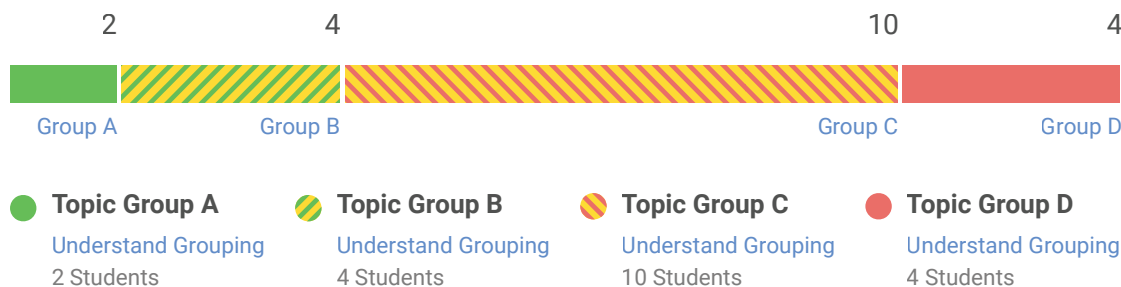 2 4 10 4
Group A Group B Group C Group D
Topic Group A
Understand Grouping
2 Students
Topic Group B
Understand Grouping
4 Students
Topic Group C
Understand Grouping
10 Students
Topic Group D
Understand Grouping
4 Students